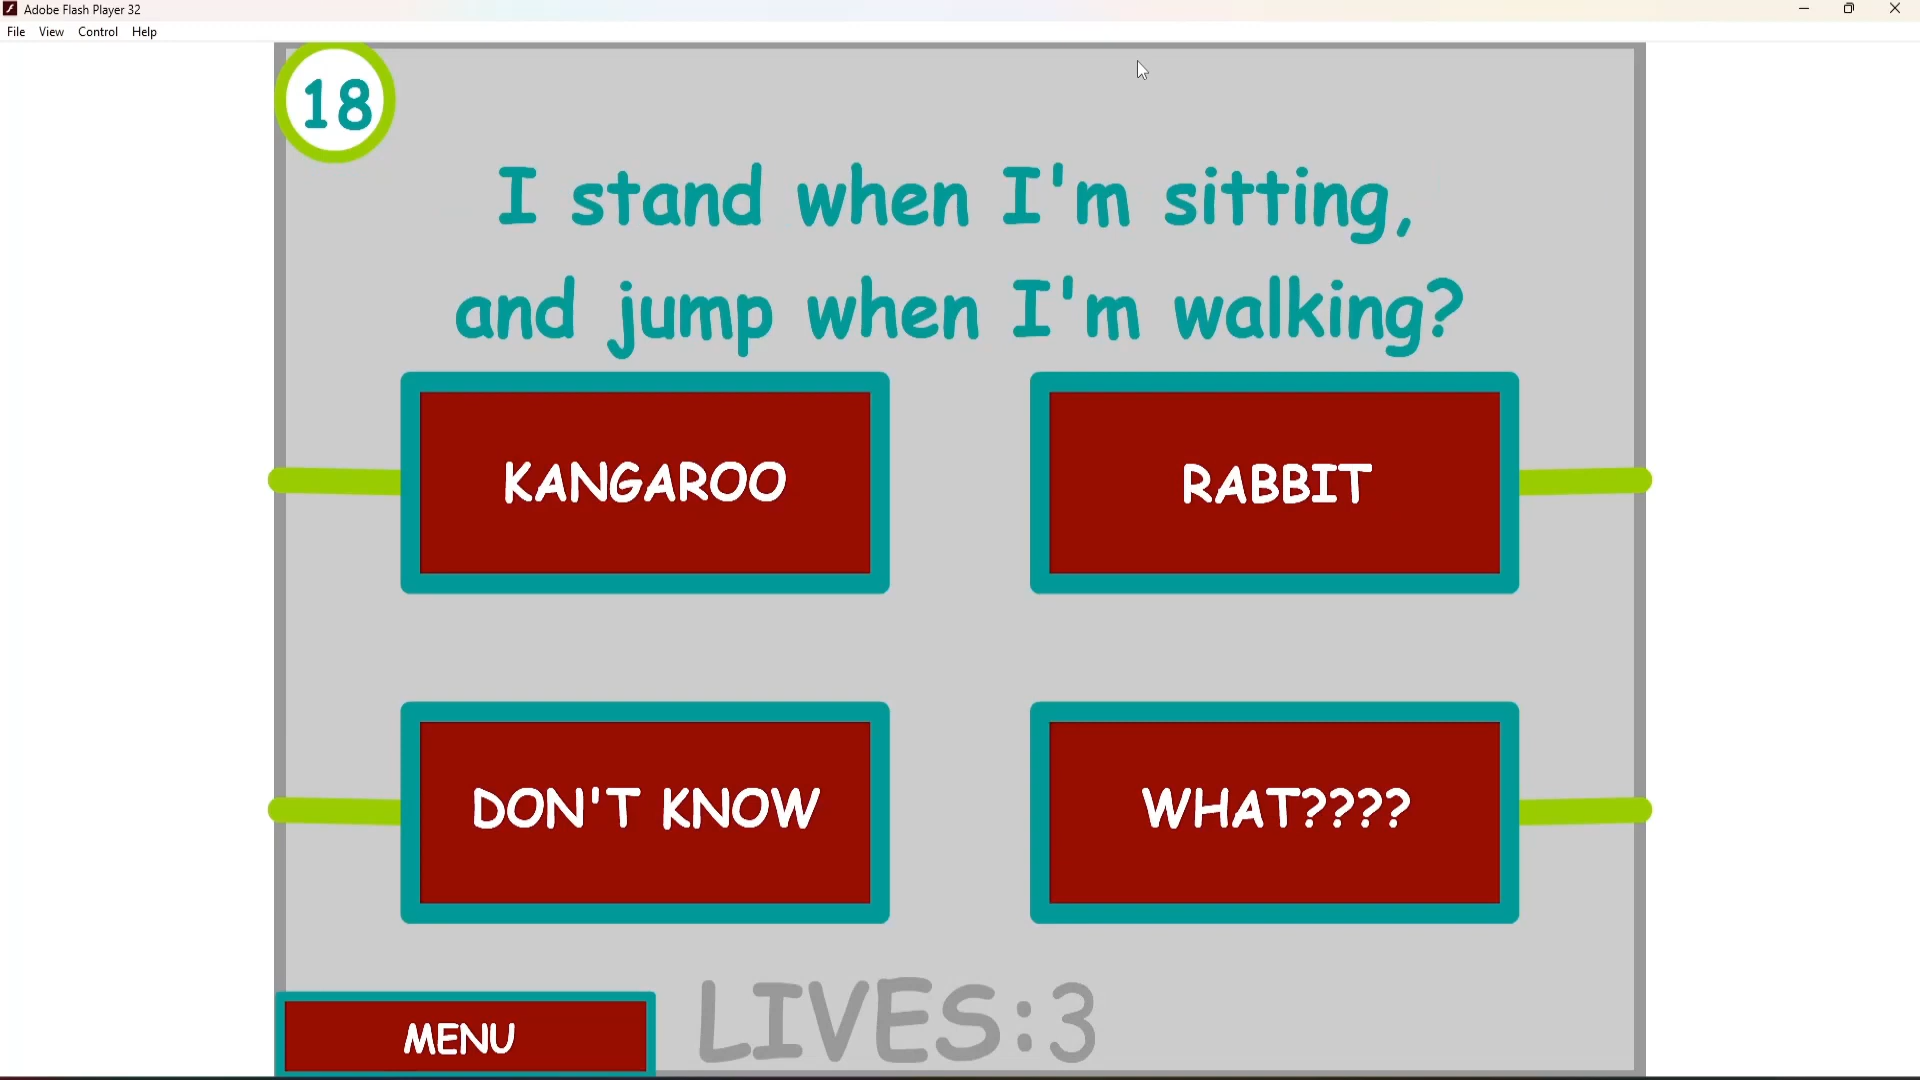 Adobe Flash Player 32
File View Control Help
18
I stand when I'm sitting,
and jump when I'm walking?
KANGAROO
RABBIT
DON'T KNOW
WHAT????
MENU
LIVES:3